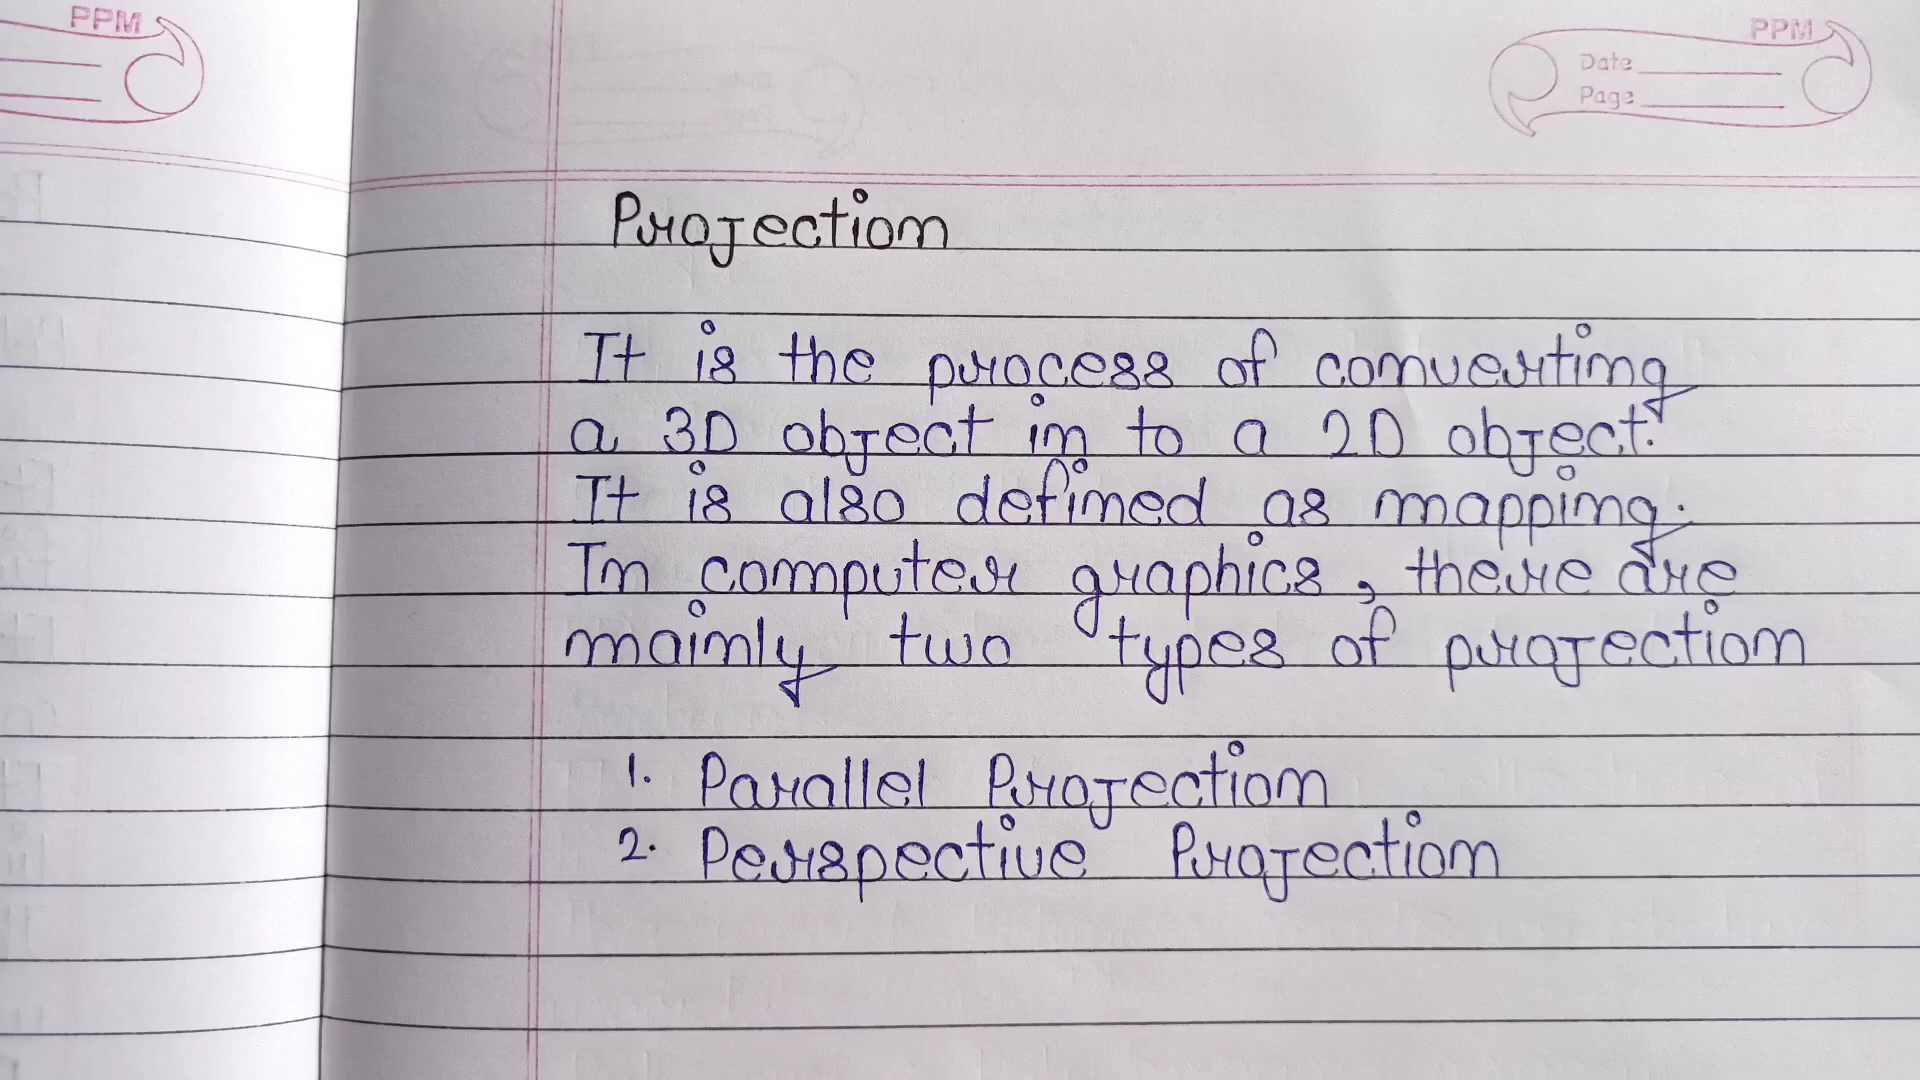 PPM
PPM
Date
Page
Projection
It is the process of converting
a 3D object in to a 2D object.
It is also defined as mapping.
In computer graphics, there are
mainly two types of projection
1. Parallel Projection
2. Perspective Projection